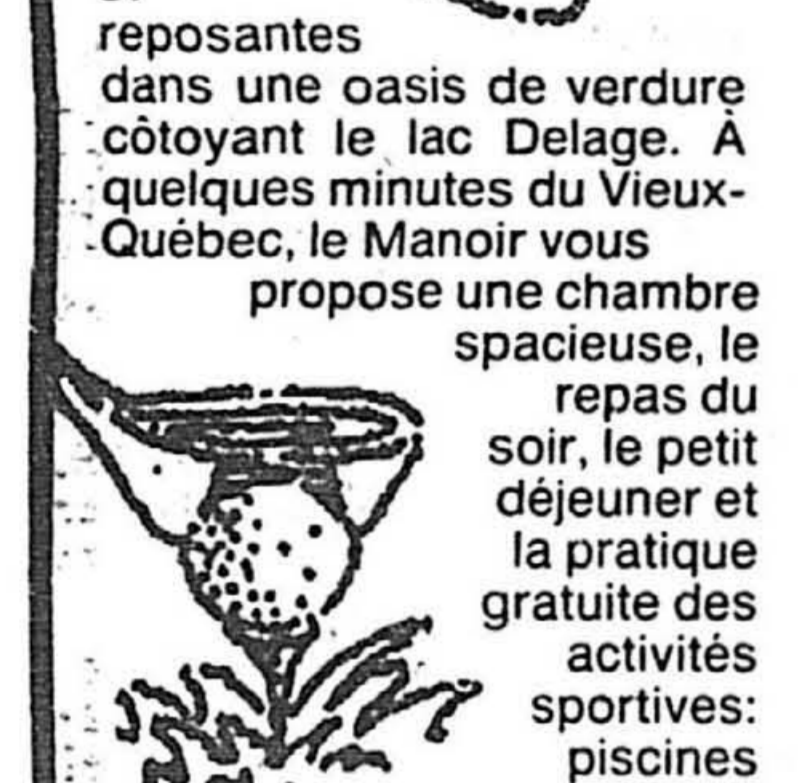 reposantes
dans une oasis de verdure
côtoyant le lac Delage. À
quelques minutes du Vieux-
Québec, le Manoir vous
propose une chambre
spacieuse, le
repas du
soir, le petit
déjeuner et
la pratique
gratuite des
activités
sportives:
piscines